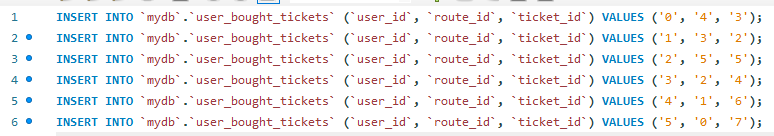 1 INSERT INTO `mydb`.`user_bought_tickets` (`user_id`, `route_id`, `ticket_id`) VALUES ('0', '4', '3');
2 INSERT INTO `mydb`.`user_bought_tickets` (`user_id`, `route_id`, `ticket_id`) VALUES ('1', '3', '2');
3 INSERT INTO `mydb`.`user_bought_tickets` (`user_id`, `route_id`, `ticket_id`) VALUES ('2', '5', '5');
4 INSERT INTO `mydb`.`user_bought_tickets` (`user_id`, `route_id`, `ticket_id`) VALUES ('3', '2', '4');
5 INSERT INTO `mydb`.`user_bought_tickets` (`user_id`, `route_id`, `ticket_id`) VALUES ('4', '1', '6');
6 INSERT INTO `mydb`.`user_bought_tickets` (`user_id`, `route_id`, `ticket_id`) VALUES ('5', '0', '7');